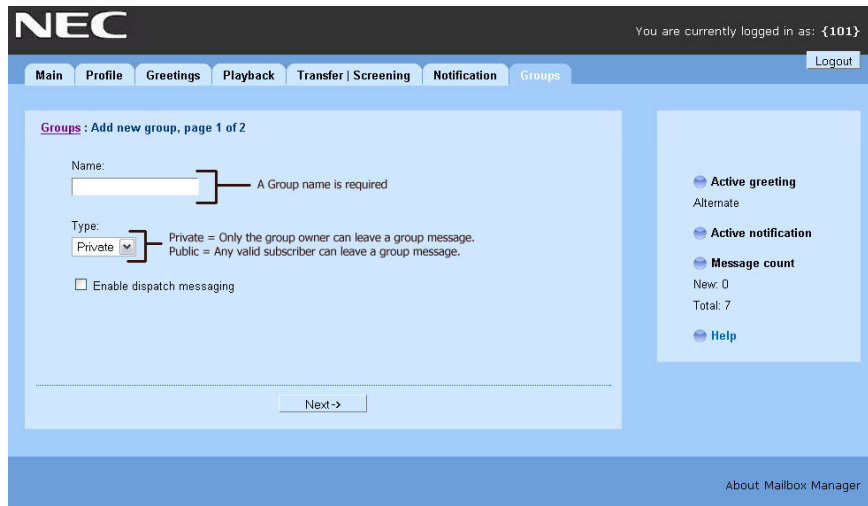 NEC
You are currently logged in as: {101}
Logout
Main Profile Greetings Playback Transfer | Screening Notification Groups
Groups : Add new group, page 1 of 2
Name:
A Group name is required
Type:
Private
Private = Only the group owner can leave a group message.
Public = Any valid subscriber can leave a group message.
Enable dispatch messaging
Next->
Active greeting
Alternate
Active notification
Message count
New: 0
Total: 7
Help
About Mailbox Manager